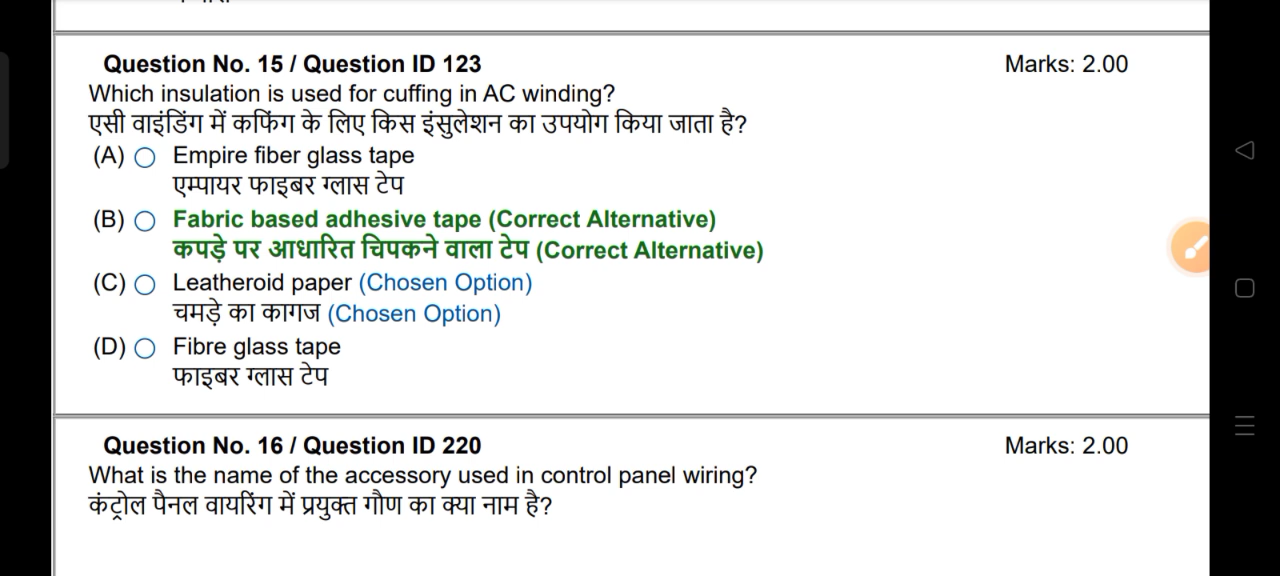 Question No. 15 / Question ID 123 Marks: 2.00
Which insulation is used for cuffing in AC winding?
एसी वाइंडिंग में कफिंग के लिए किस इंसुलेशन का उपयोग किया जाता है?
(A) Empire fiber glass tape
एम्पायर फाइबर ग्लास टेप
(B) Fabric based adhesive tape (Correct Alternative)
कपड़े पर आधारित चिपकने वाला टेप (Correct Alternative)
(C) Leatheroid paper (Chosen Option)
चमड़े का कागज (Chosen Option)
(D) Fibre glass tape
फाइबर ग्लास टेप
Question No. 16 / Question ID 220 Marks: 2.00
What is the name of the accessory used in control panel wiring?
कंट्रोल पैनल वायरिंग में प्रयुक्त गौण का क्या नाम है?